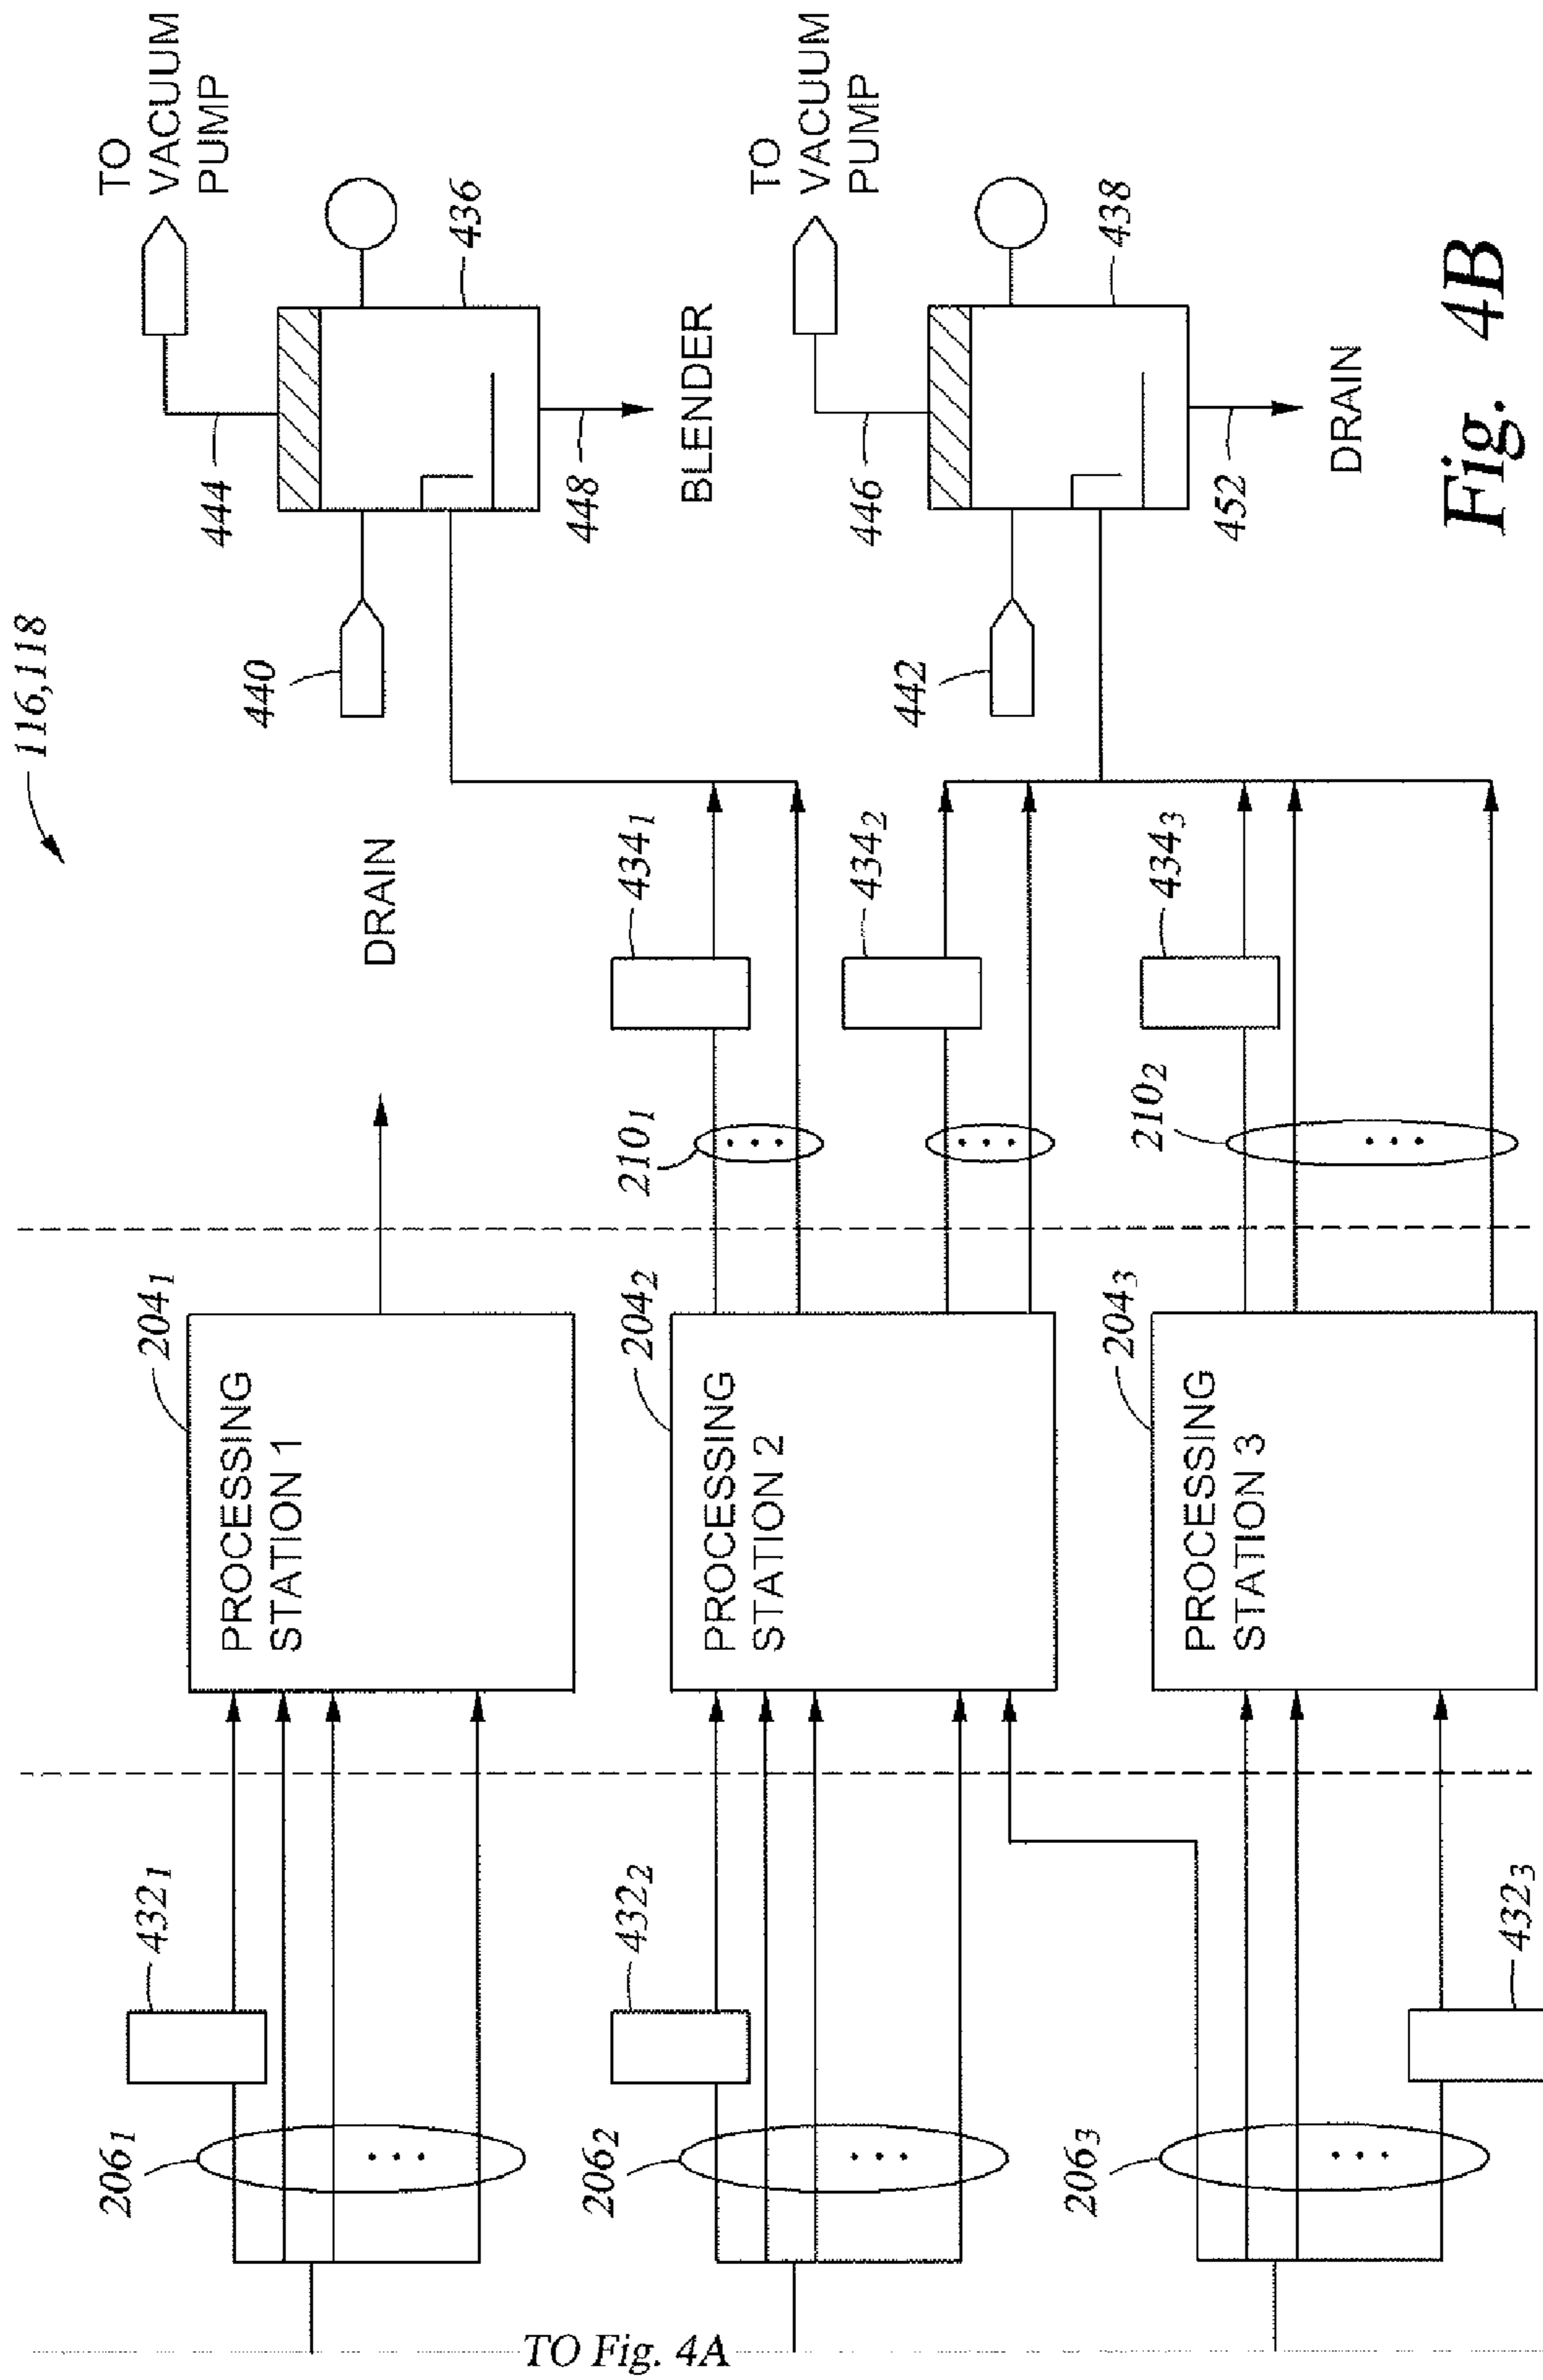 116,118
TO
VACUUM
PUMP
444
436
440
448
BLENDER
DRAIN
TO
VACUUM
PUMP
446
438
442
452
DRAIN
434₁
434₂
434₃
210₁
210₂
204₁
PROCESSING
STATION 1
204₂
PROCESSING
STATION 2
204₃
PROCESSING
STATION 3
432₁
432₂
432₃
206₁
206₂
206₃
TO Fig. 4A
Fig. 4B